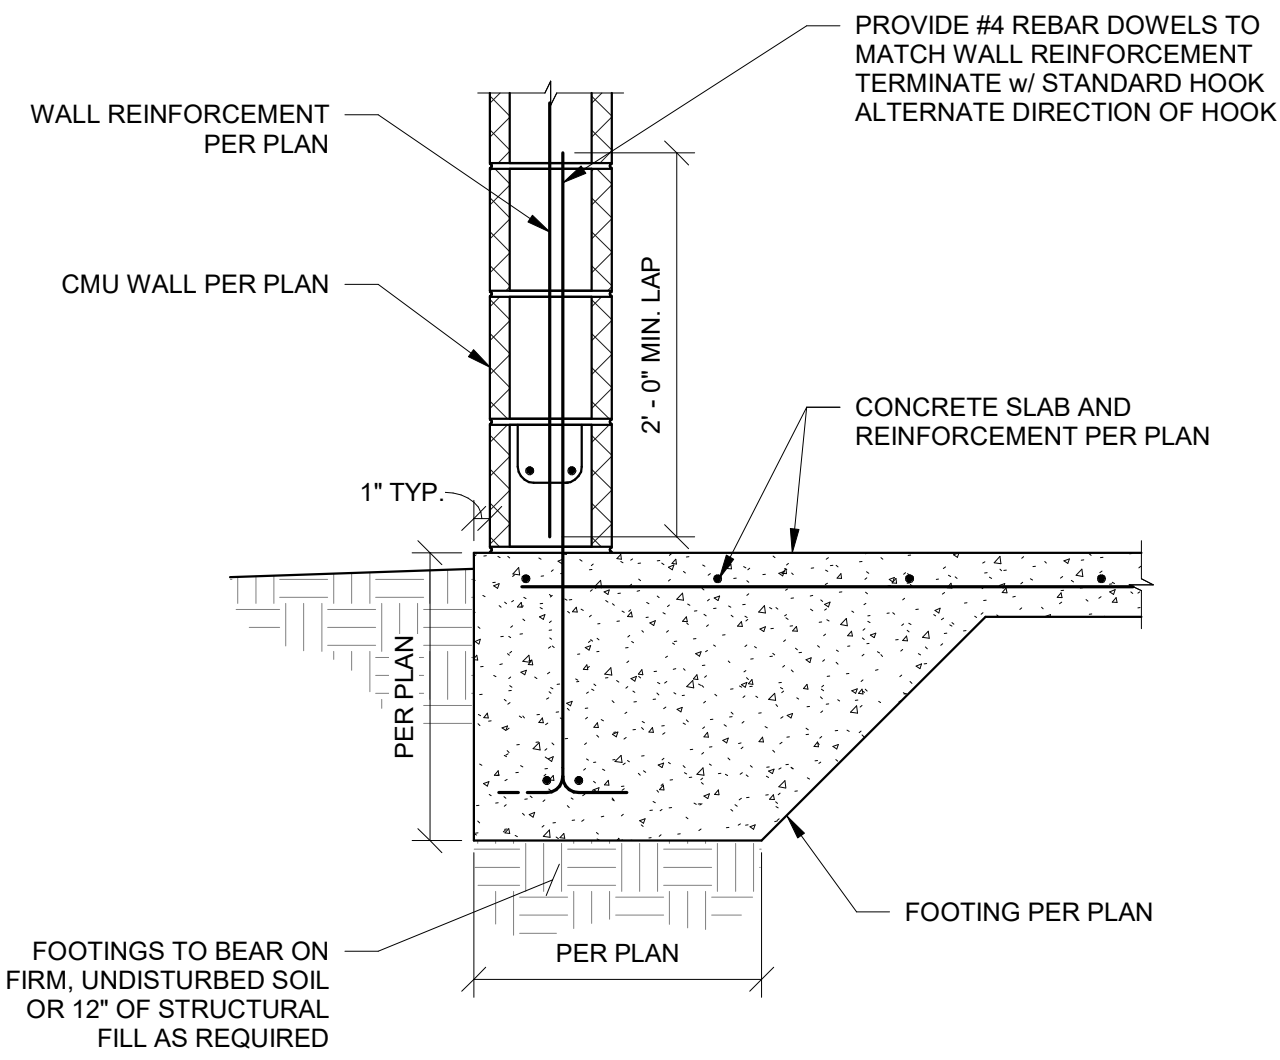 PROVIDE #4 REBAR DOWELS TO
MATCH WALL REINFORCEMENT
TERMINATE w/ STANDARD HOOK
ALTERNATE DIRECTION OF HOOK
WALL REINFORCEMENT
PER PLAN
CMU WALL PER PLAN
2' - 0" MIN. LAP
CONCRETE SLAB AND
REINFORCEMENT PER PLAN
1" TYP.
PER PLAN
FOOTING PER PLAN
PER PLAN
FOOTINGS TO BEAR ON
FIRM, UNDISTURBED SOIL
OR 12" OF STRUCTURAL
FILL AS REQUIRED